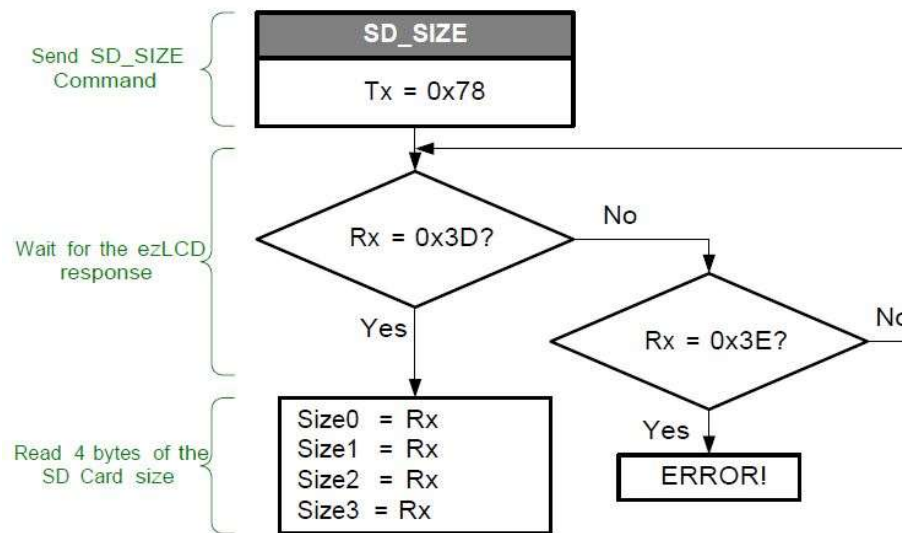 SD_SIZE
Send SD_SIZE
Command
Tx = 0x78
Wait for the ezLCD
response
Rx = 0x3D?
No
Yes
Rx = 0x3E?
No
Yes
ERROR!
Read 4 bytes of the
SD Card size
Size0 = Rx
Size1 = Rx
Size2 = Rx
Size3 = Rx